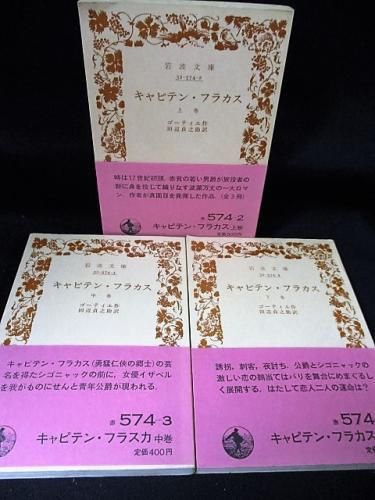 岩波文庫
キャピテン・フラカス
上巻
ゴーティエ作
田辺貞之助訳
時は17世紀初頭,赤貧の若い男爵が旅役者の
群に身を投じて繰りなす波瀾万丈の一大ロマ
ン.作者が真面目を発揮した作品.(全3冊)
赤 574-2
キャピテン・フラカス 上巻
定価300円
岩波文庫
キャピテン・フラカス
中巻
ゴーティエ作
田辺貞之助訳
キャピテン・フラカス(勇猛仁侠の郷士)の芸
名を得たシゴニャックの前に,女優イザベル
を我がものにせんと青年公爵が現われる.
赤 574-3
キャピテン・フラスカ 中巻
定価400円
岩波文庫
キャピテン・フラカス
下巻
ゴーティエ作
田辺貞之助訳
誘拐,刺客,夜討ち,公爵とシゴニャックの
激しい恋の鞘当てはパリを舞台にめまぐるし
く展開する.はたして恋人二人の運命は?
赤 574-
キャピテン・フラカス
定価